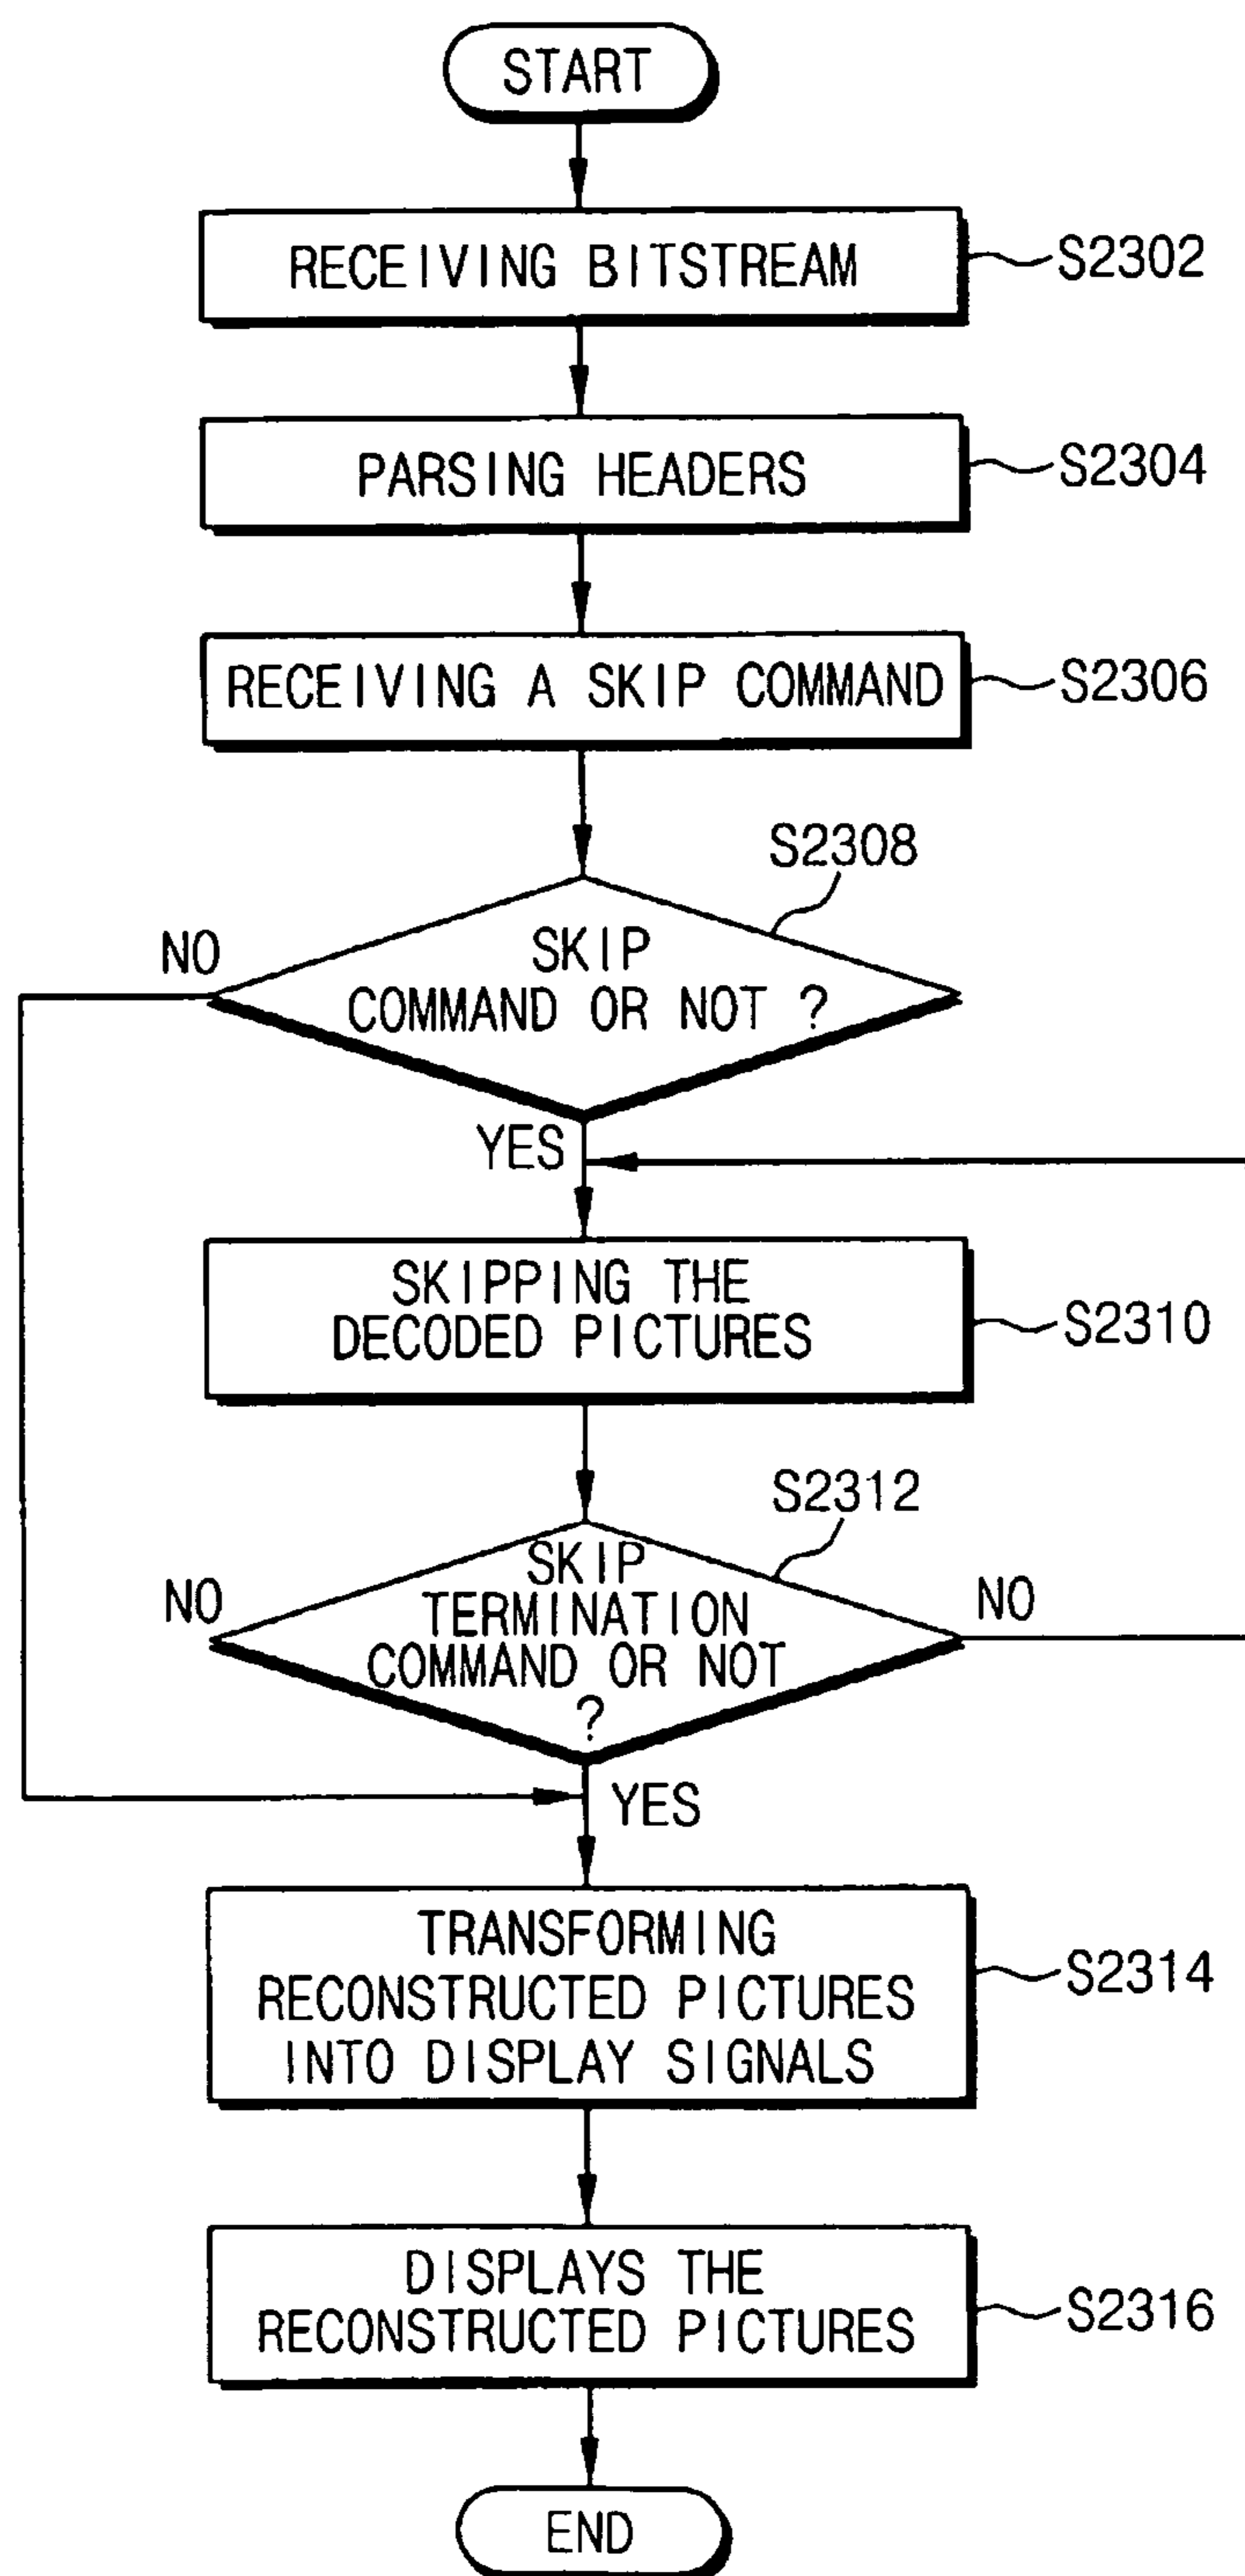 START
RECEIVING BITSTREAM
S2302
PARSING HEADERS
S2304
RECEIVING A SKIP COMMAND
S2306
S2308
NO
SKIP
COMMAND OR NOT ?
YES
SKIPPING THE
DECODED PICTURES
S2310
S2312
NO
SKIP
TERMINATION
COMMAND OR NOT
?
NO
YES
TRANSFORMING
RECONSTRUCTED PICTURES
INTO DISPLAY SIGNALS
S2314
DISPLAYS THE
RECONSTRUCTED PICTURES
S2316
END